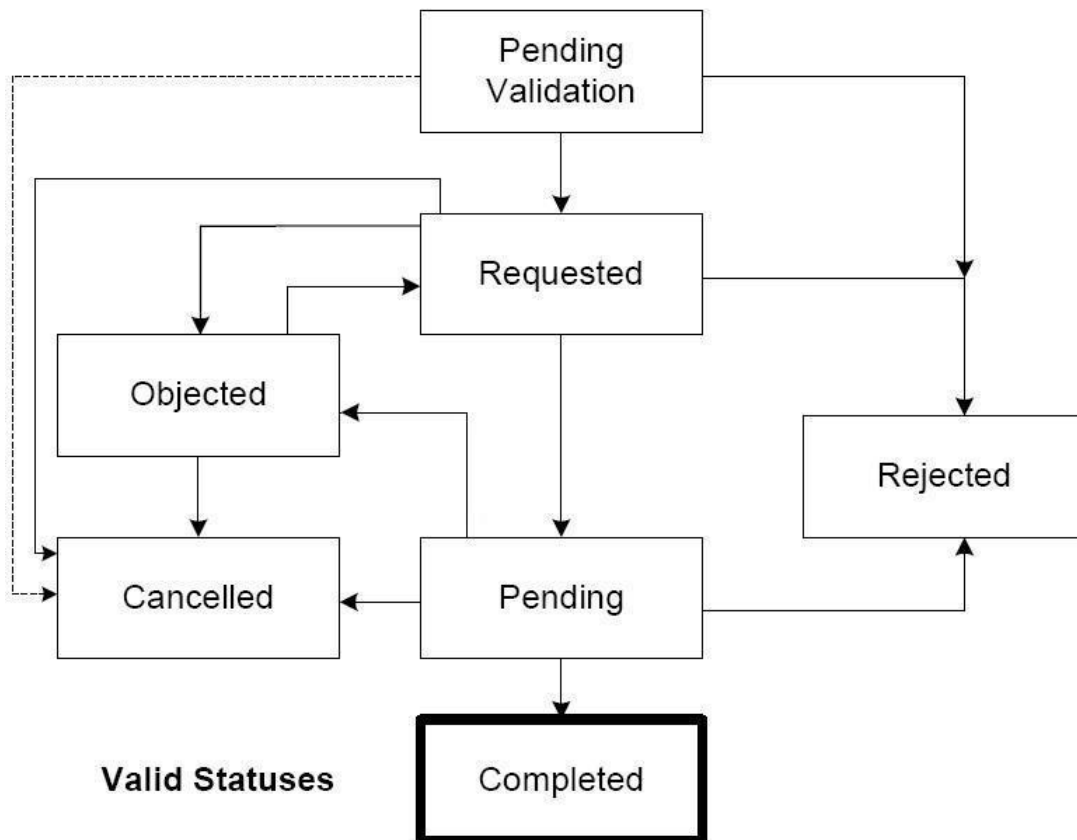 Pending
Validation
Requested
Objected
Rejected
Cancelled
Pending
Valid Statuses
Completed